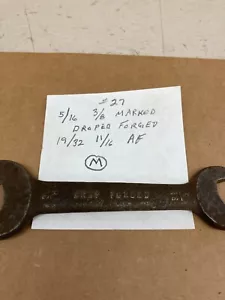 #27
5/16 3/8 MARKED
DROPED FORGED
19/32 11/16 AF
M
DROP FORGED